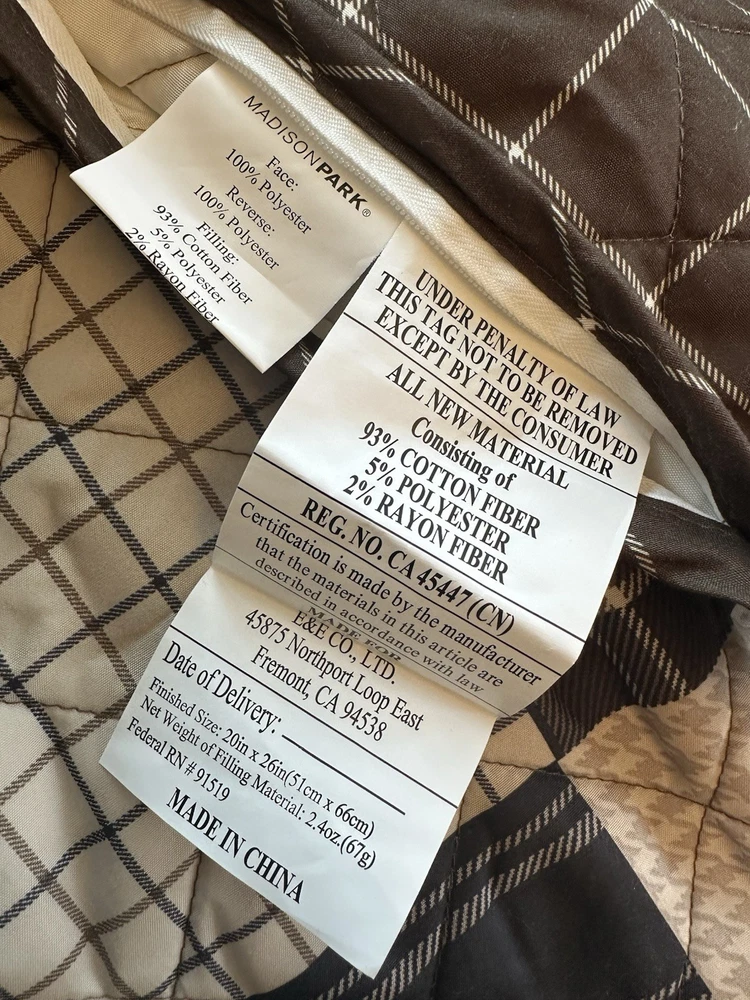 MADISONPARK®
Face:
100% Polyester
Reverse:
100% Polyester
Filling:
93% Cotton Fiber
5% Polyester
2% Rayon Fiber
UNDER PENALTY OF LAW
THIS TAG NOT TO BE REMOVED
EXCEPT BY THE CONSUMER
ALL NEW MATERIAL
Consisting of
93% COTTON FIBER
5% POLYESTER
2% RAYON FIBER
REG. NO. CA 45447 (CN)
Certification is made by the manufacturer
that the materials in this article are
described in accordance with law
MADE FOR
E&E CO., LTD.
45875 Northport Loop East
Fremont, CA 94538
Date of Delivery:
Finished Size: 20in x 26in(51cm x 66cm)
Net Weight of Filling Material: 2.4oz.(67g)
Federal RN # 91519
MADE IN CHINA